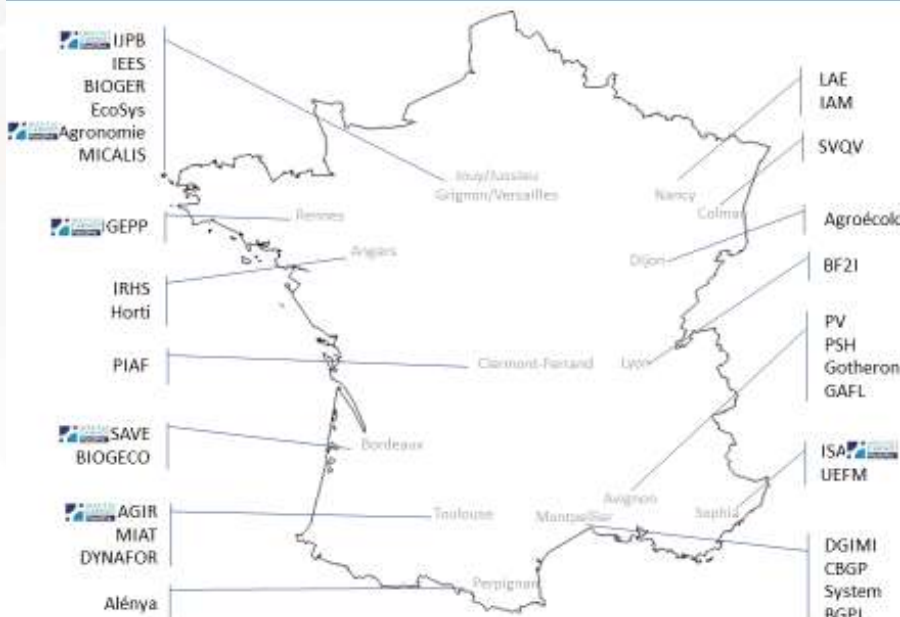 IJPB
IEES
BIOGER
EcoSys
Agronomie
MICALIS
IGEPP
IRHS
Horti
PIAF
SAVE
BIOGECO
AGIR
MIAT
DYNAFOR
Alénya
Jouy/Jussieu
Grignon/Versailles
Rennes
Angers
Clermont-Ferrand
Bordeaux
Toulouse
Perpignan
Nancy
Colmar
Dijon
Lyon
Avignon
Montpellier
Sophia
LAE
IAM
SVQV
Agroécolo
BF2I
PV
PSH
Gotheron
GAFL
ISA
UEFM
DGIMI
CBGP
System
BGPI